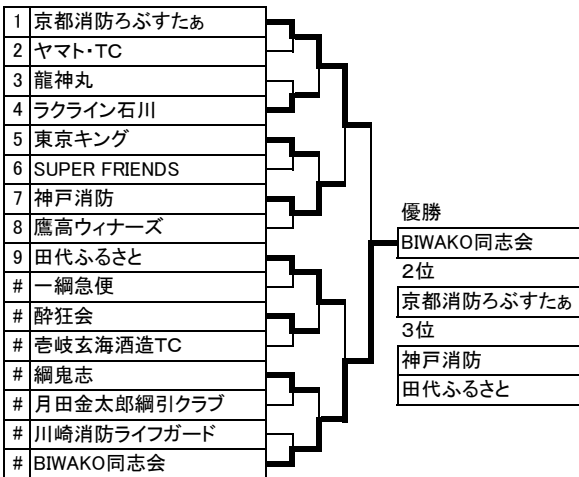 1 京都消防ろぶすたぁ
2 ヤマト・TC
3 龍神丸
4 ラクライン石川
5 東京キング
6 SUPER FRIENDS
7 神戸消防
8 鷹高ウィナーズ
9 田代ふるさと
# 一綱急便
# 酔狂会
# 壱岐玄海酒造TC
# 綱鬼志
# 月田金太郎綱引クラブ
# 川崎消防ライフガード
# BIWAKO同志会
優勝
BIWAKO同志会
2位
京都消防ろぶすたぁ
3位
神戸消防
田代ふるさと